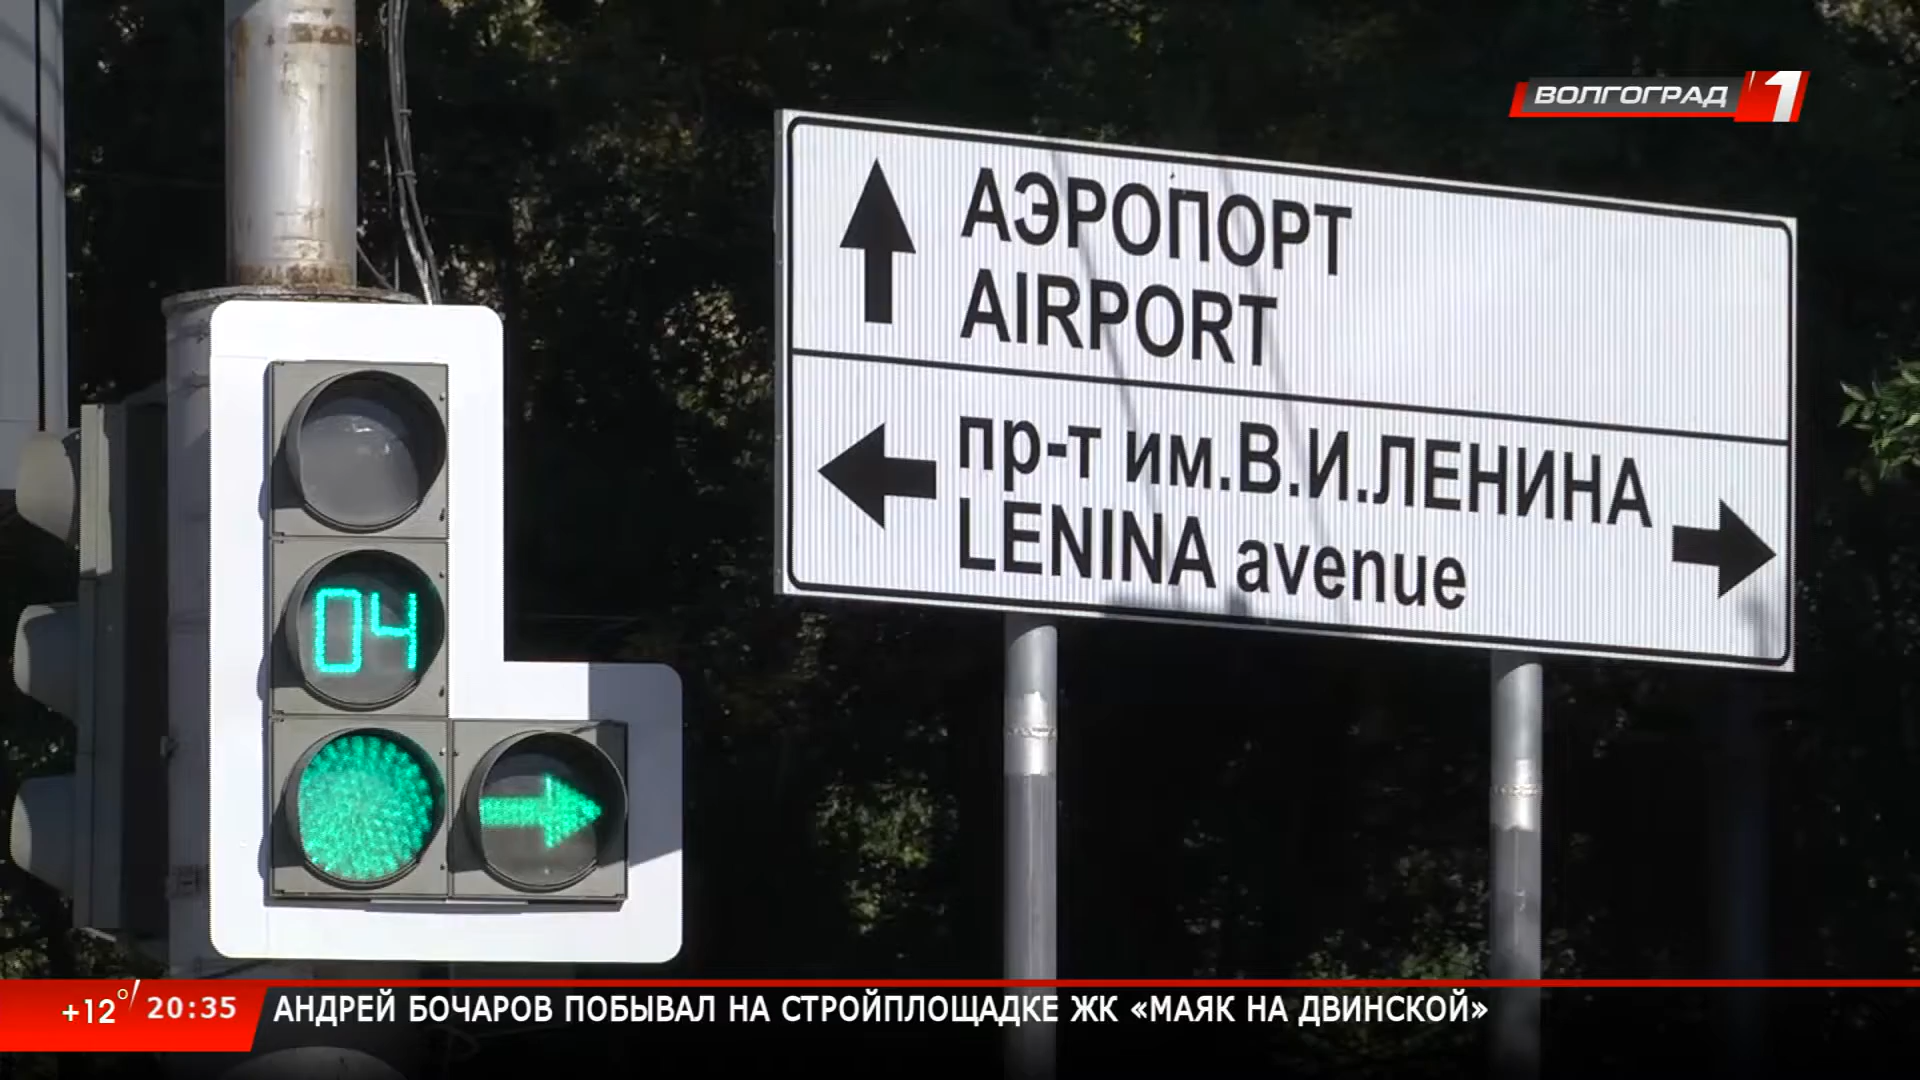 ВОЛГОГРАД 1
АЭРОПОРТ
AIRPORT
пр-т им.В.И.ЛЕНИНА
LENINA avenue
04
+12° 20:35 АНДРЕЙ БОЧАРОВ ПОБЫВАЛ НА СТРОЙПЛОЩАДКЕ ЖК «МАЯК НА ДВИНСКОЙ»